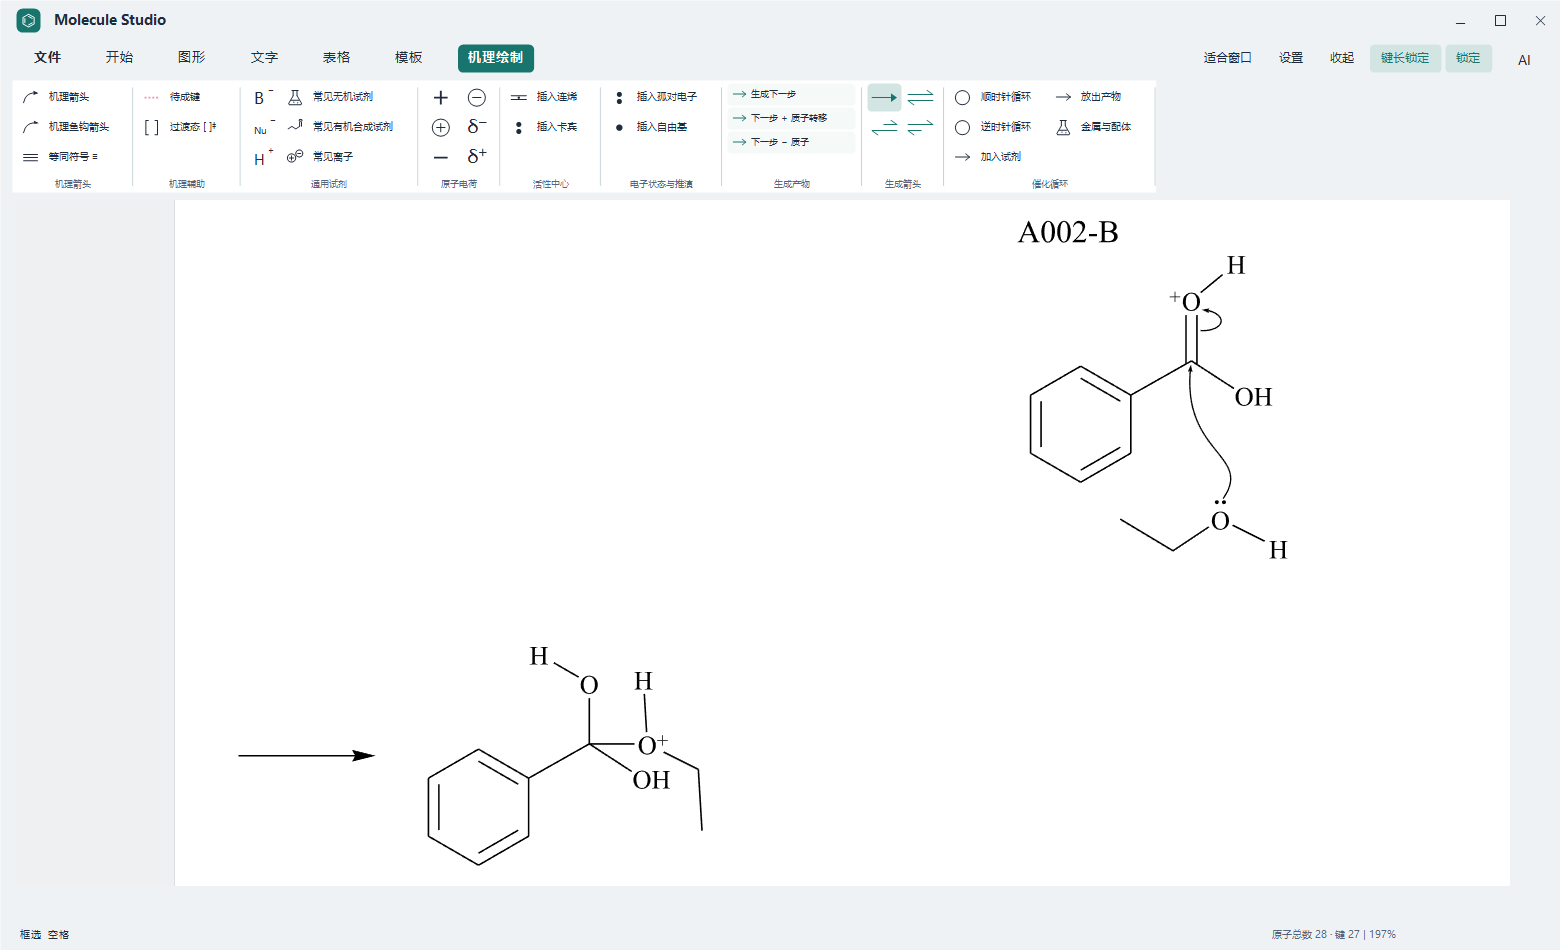 Molecule Studio
文件 开始 图形 文字 表格 模板 机理绘制 适合窗口 设置 收起 键长锁定 锁定 AI
机理箭头
机理鱼钩箭头
等同符号 ≡
机理箭头
待成键
过渡态 [ ]‡
机理辅助
B⁻ 常见无机试剂
Nu⁻ 常见有机合成试剂
H⁺ 常见离子
通用试剂
δ⁻
δ⁺
原子电荷
插入连烯
插入卡宾
活性中心
插入孤对电子
插入自由基
电子状态与推演
生成下一步
下一步 + 质子转移
下一步 − 质子
生成产物
生成箭头
顺时针循环 放出产物
逆时针循环 金属与配体
加入试剂
催化循环
A002-B
H
+O
OH
O
H
H
O
H
O+
OH
框选 空格
原子总数 28 · 键 27 | 197%